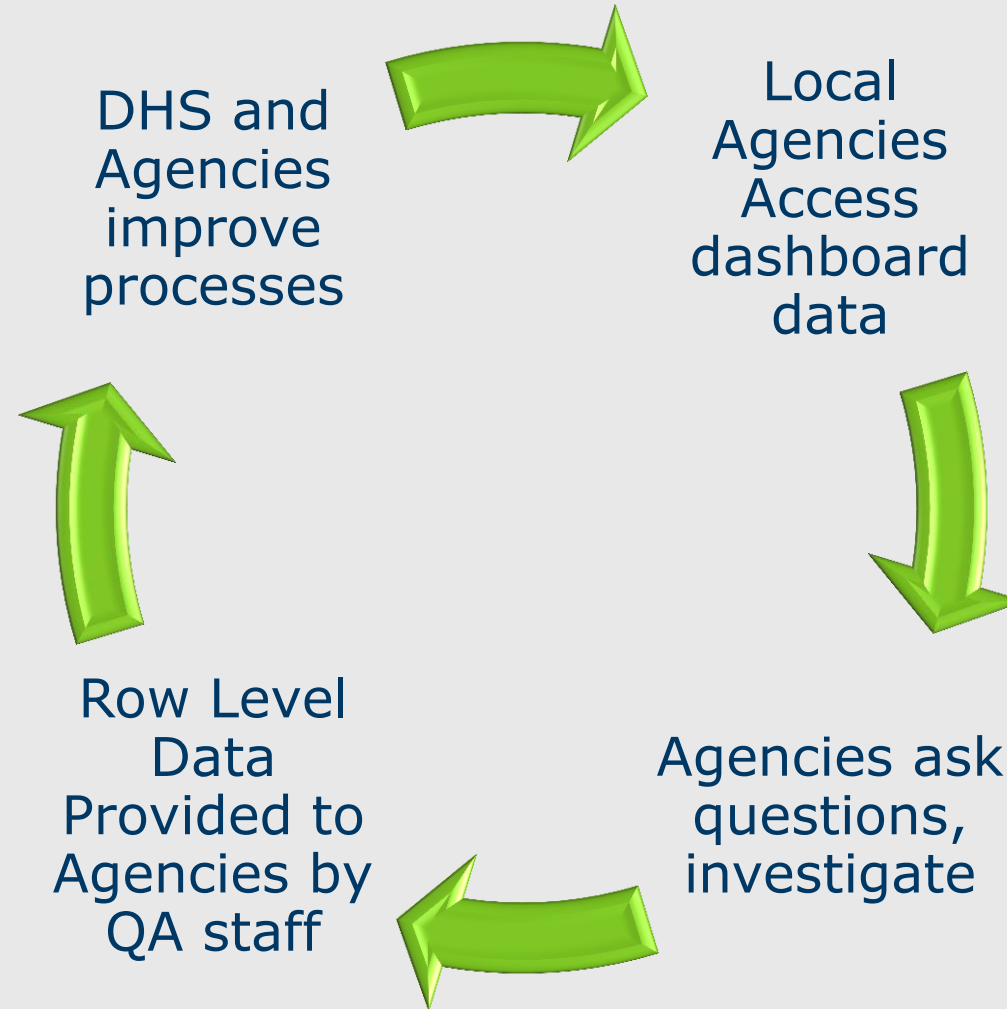 DHS and
Agencies
improve
processes
Local
Agencies
Access
dashboard
data
Agencies ask
questions,
investigate
Row Level
Data
Provided to
Agencies by
QA staff